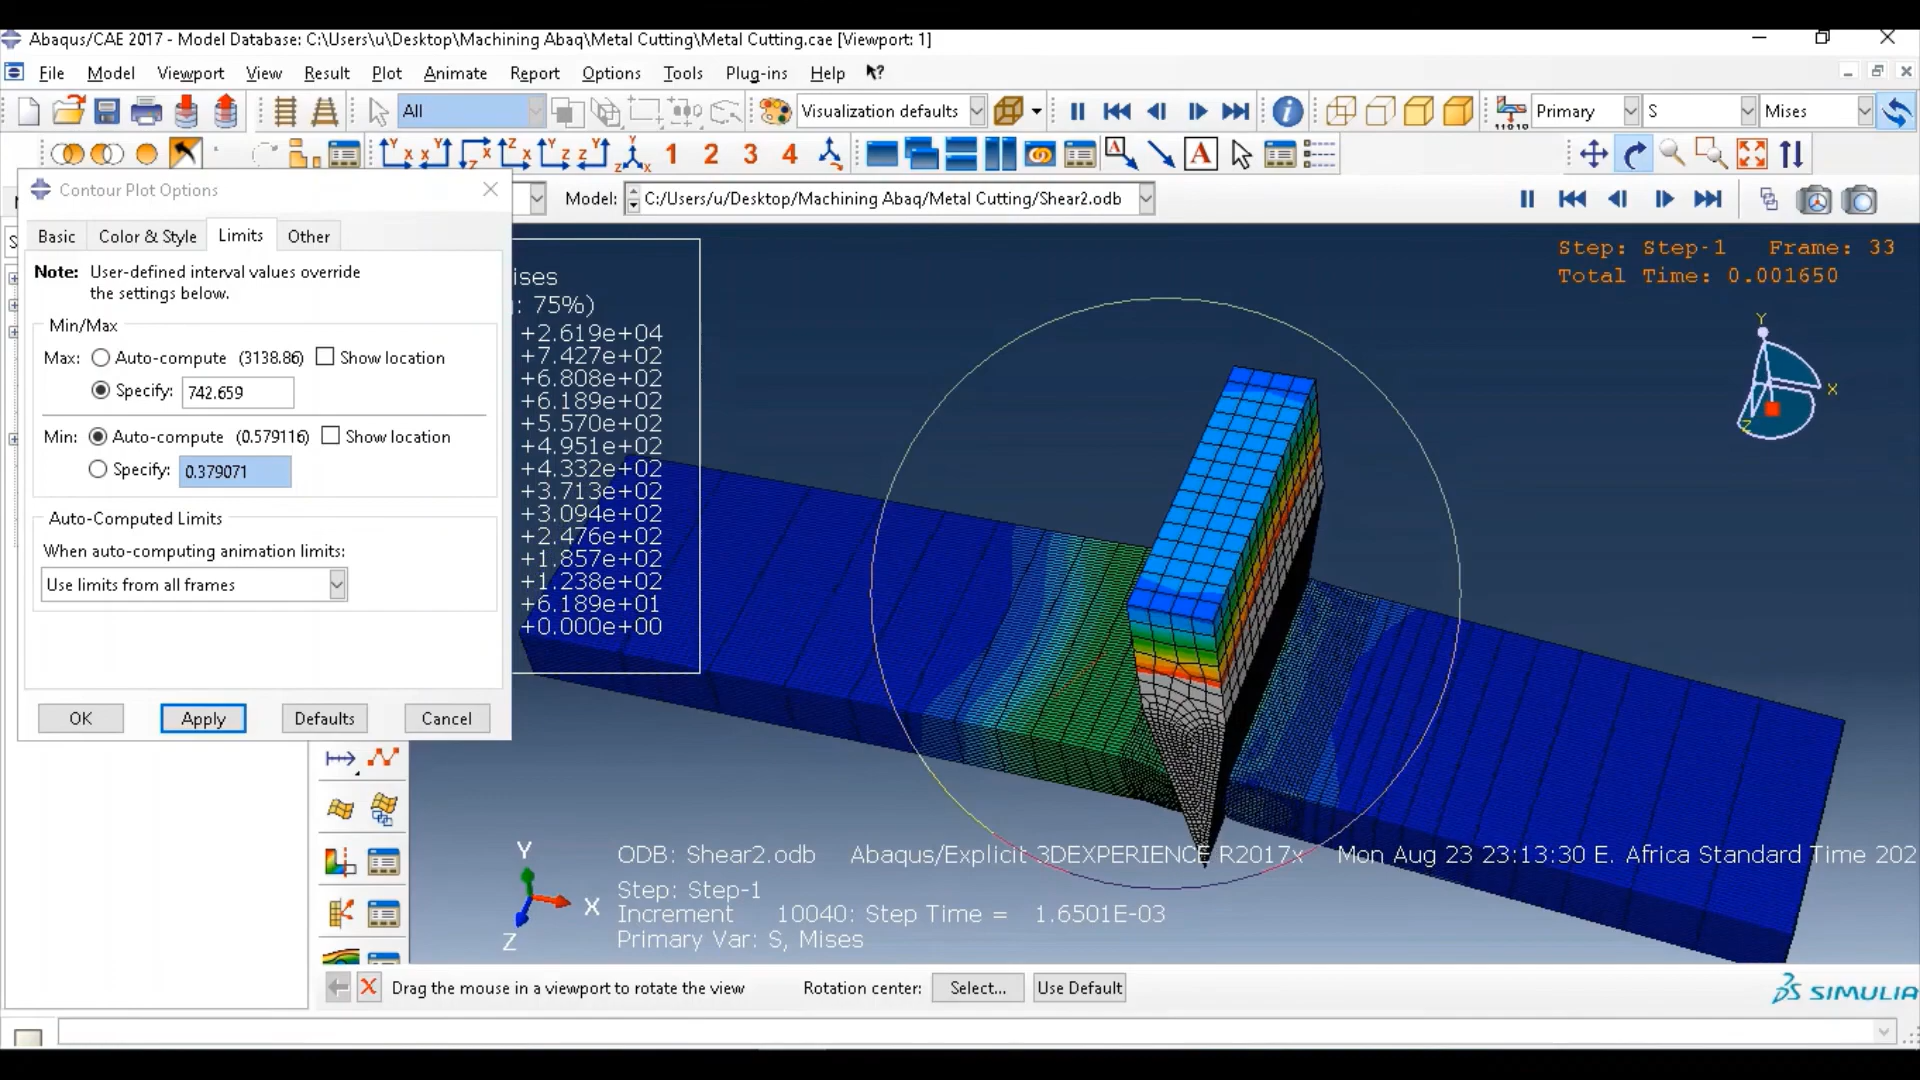 Abaqus/CAE 2017 - Model Database: C:\Users\u\Desktop\Machining Abaq\Metal Cutting\Metal Cutting.cae [Viewport: 1]
File Model Viewport View Result Plot Animate Report Options Tools Plug-ins Help
All Visualization defaults Primary S Mises
1 2 3 4
Model: C:/Users/u/Desktop/Machining Abaq/Metal Cutting/Shear2.odb
Contour Plot Options
Basic Color & Style Limits Other
Note: User-defined interval values override
the settings below.
Min/Max
Max: Auto-compute (3138.86) Show location
Specify: 742.659
Min: Auto-compute (0.579116) Show location
Specify: 0.379071
Auto-Computed Limits
When auto-computing animation limits:
Use limits from all frames
OK Apply Defaults Cancel
ises
: 75%)
+2.619e+04
+7.427e+02
+6.808e+02
+6.189e+02
+5.570e+02
+4.951e+02
+4.332e+02
+3.713e+02
+3.094e+02
+2.476e+02
+1.857e+02
+1.238e+02
+6.189e+01
+0.000e+00
Step: Step-1 Frame: 33
Total Time: 0.001650
Y
X
Z
Y
X
Z
ODB: Shear2.odb Abaqus/Explicit 3DEXPERIENCE R2017x Mon Aug 23 23:13:30 E. Africa Standard Time 202
Step: Step-1
Increment 10040: Step Time = 1.6501E-03
Primary Var: S, Mises
Drag the mouse in a viewport to rotate the view Rotation center: Select... Use Default
SIMULIA